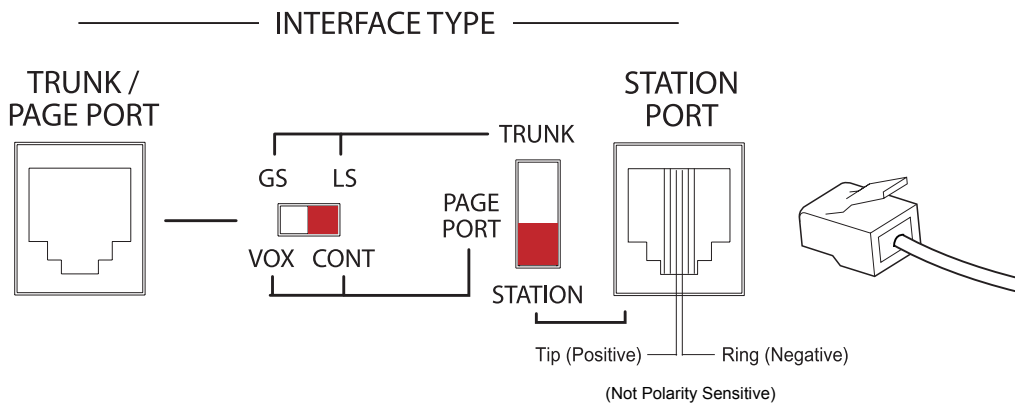 INTERFACE TYPE
TRUNK /
PAGE PORT
STATION
PORT
TRUNK
GS LS
PAGE
PORT
VOX CONT
STATION
Tip (Positive) Ring (Negative)
(Not Polarity Sensitive)